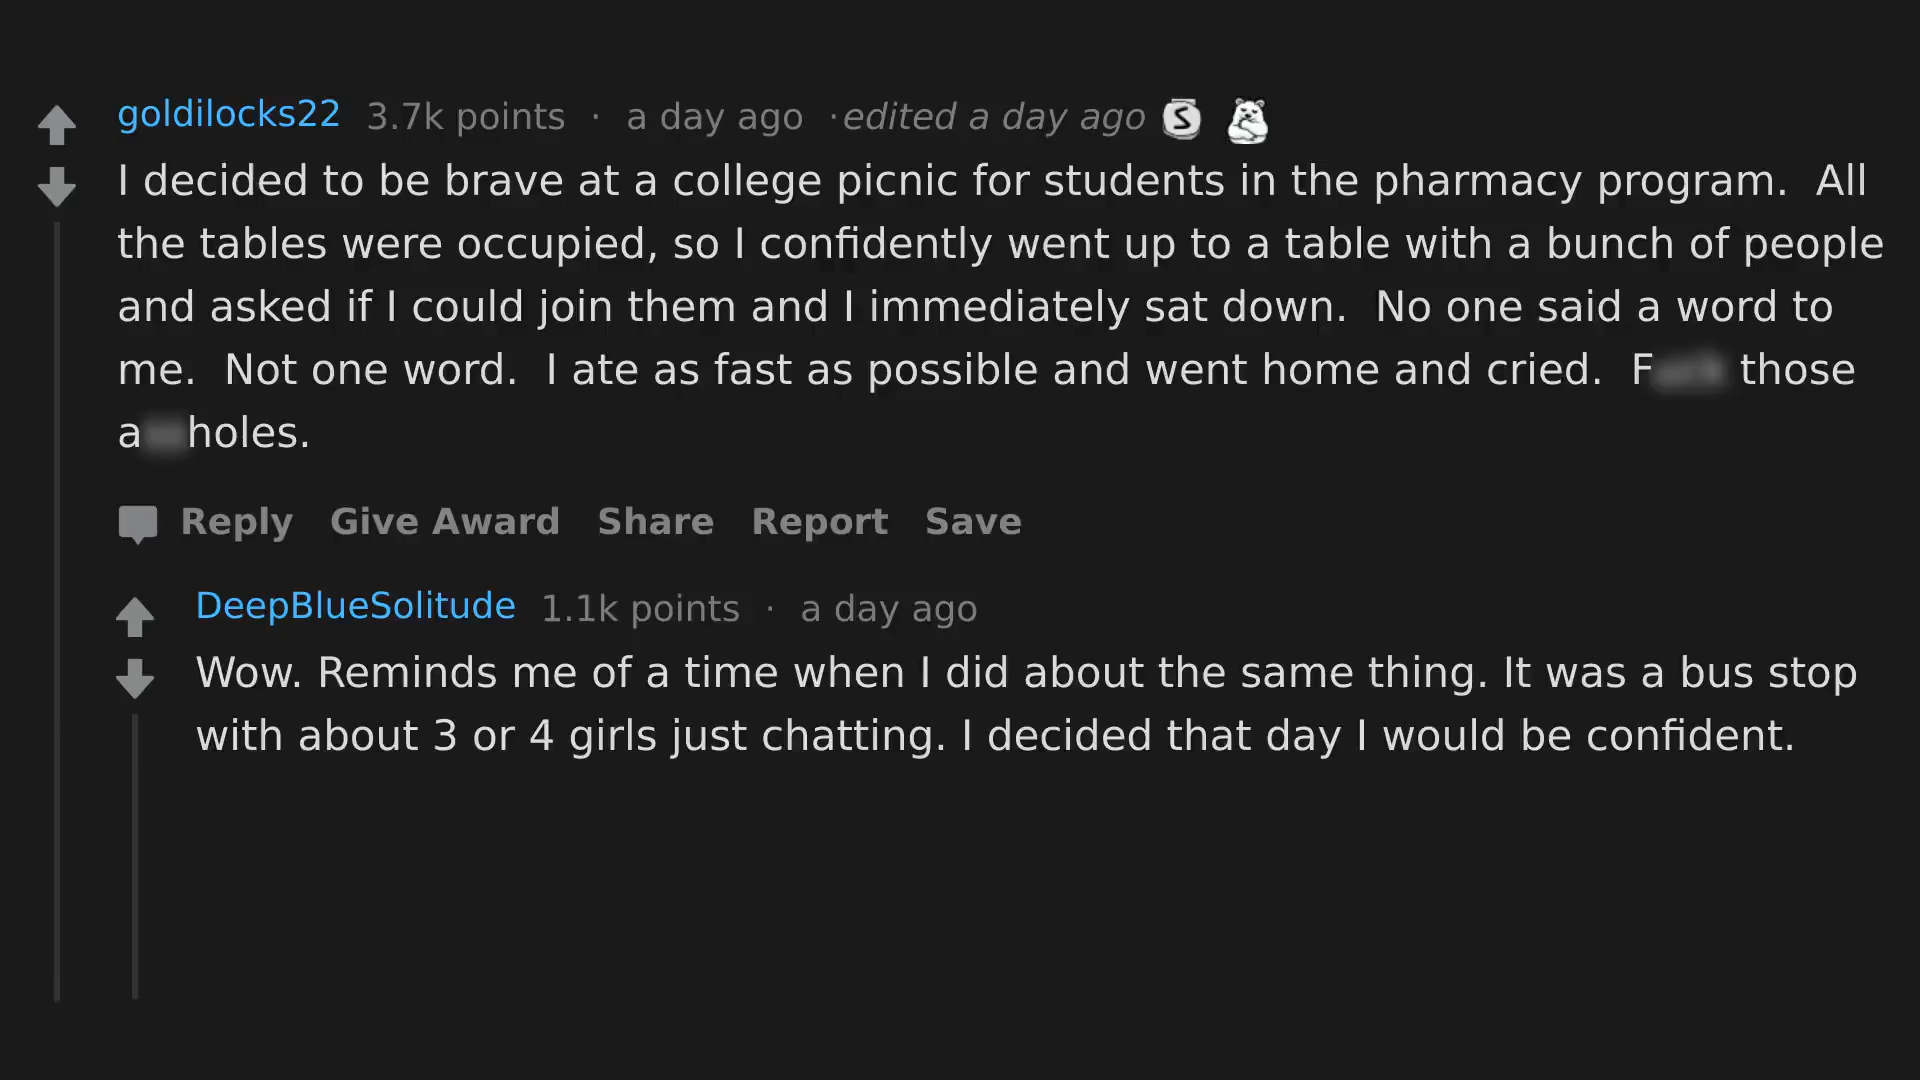 goldilocks22 3.7k points · a day ago ·edited a day ago S
I decided to be brave at a college picnic for students in the pharmacy program.  All
the tables were occupied, so I confidently went up to a table with a bunch of people
and asked if I could join them and I immediately sat down.  No one said a word to
me.  Not one word.  I ate as fast as possible and went home and cried.  F those
a holes.
Reply Give Award Share Report Save
DeepBlueSolitude 1.1k points · a day ago
Wow. Reminds me of a time when I did about the same thing. It was a bus stop
with about 3 or 4 girls just chatting. I decided that day I would be confident.